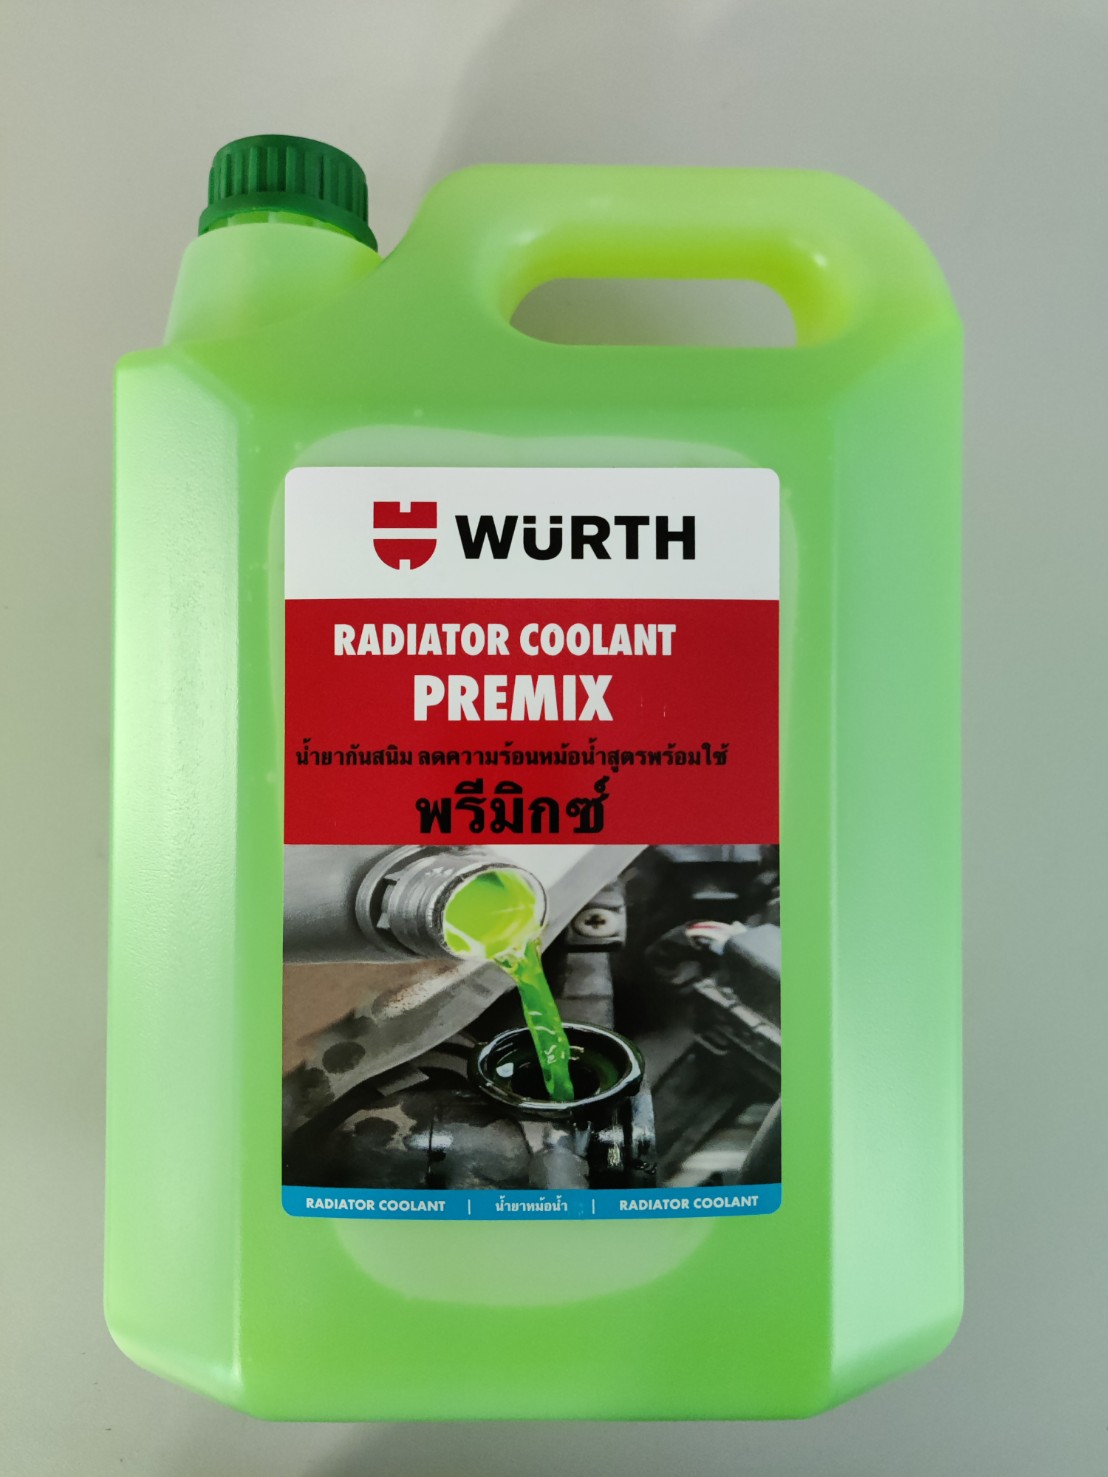 WÜRTH
RADIATOR COOLANT
PREMIX
น้ำยากันสนิม ลดความร้อนหม้อน้ำสูตรพร้อมใช้
พรีมิกซ์
RADIATOR COOLANT | น้ำยาหม้อน้ำ | RADIATOR COOLANT